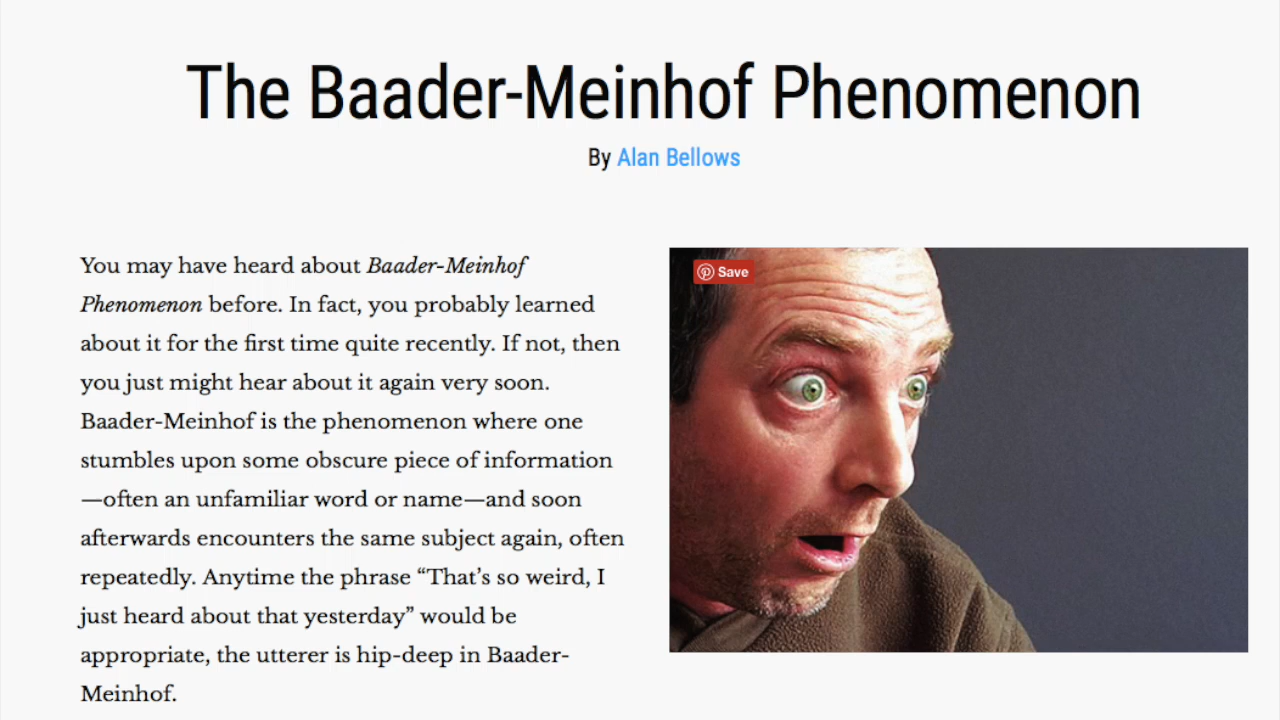 The Baader-Meinhof Phenomenon
By Alan Bellows
You may have heard about Baader-Meinhof
Phenomenon before. In fact, you probably learned
about it for the first time quite recently. If not, then
you just might hear about it again very soon.
Baader-Meinhof is the phenomenon where one
stumbles upon some obscure piece of information
—often an unfamiliar word or name—and soon
afterwards encounters the same subject again, often
repeatedly. Anytime the phrase “That’s so weird, I
just heard about that yesterday” would be
appropriate, the utterer is hip-deep in Baader-
Meinhof.
Save